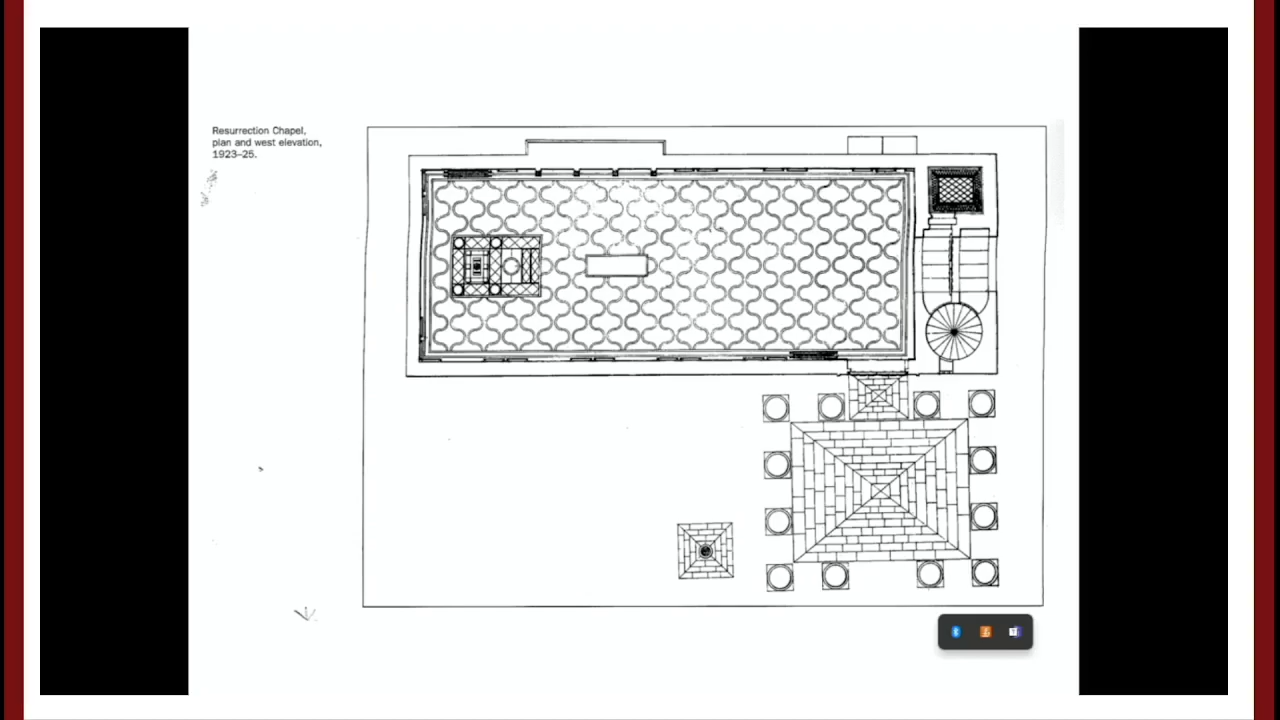 Resurrection Chapel,
plan and west elevation,
1923–25.